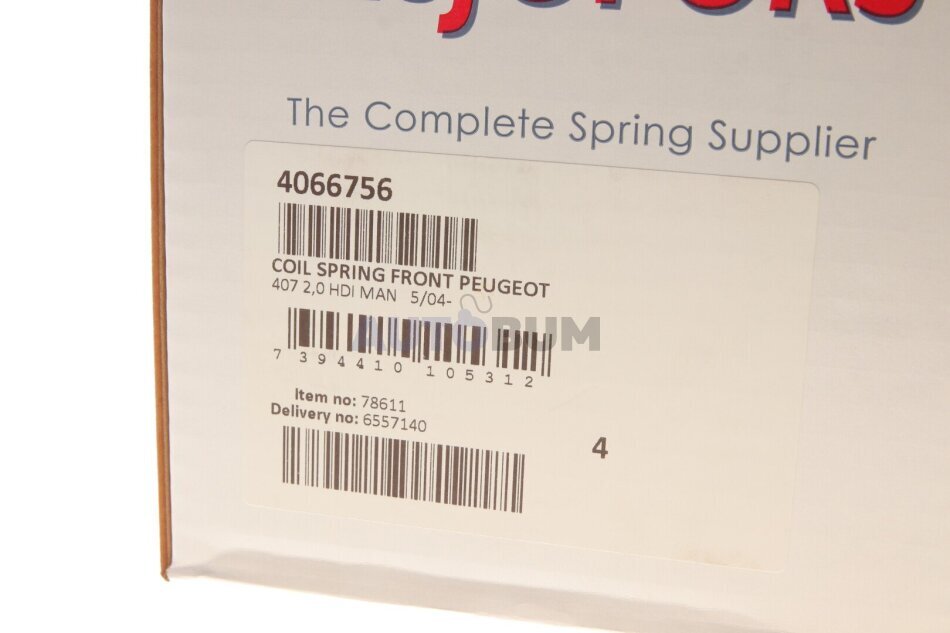 The Complete Spring Supplier
4066756
COIL SPRING FRONT PEUGEOT
407 2,0 HDI MAN 5/04-
AUTOBUM
7 394410 105312
Item no: 78611
Delivery no: 6557140
4